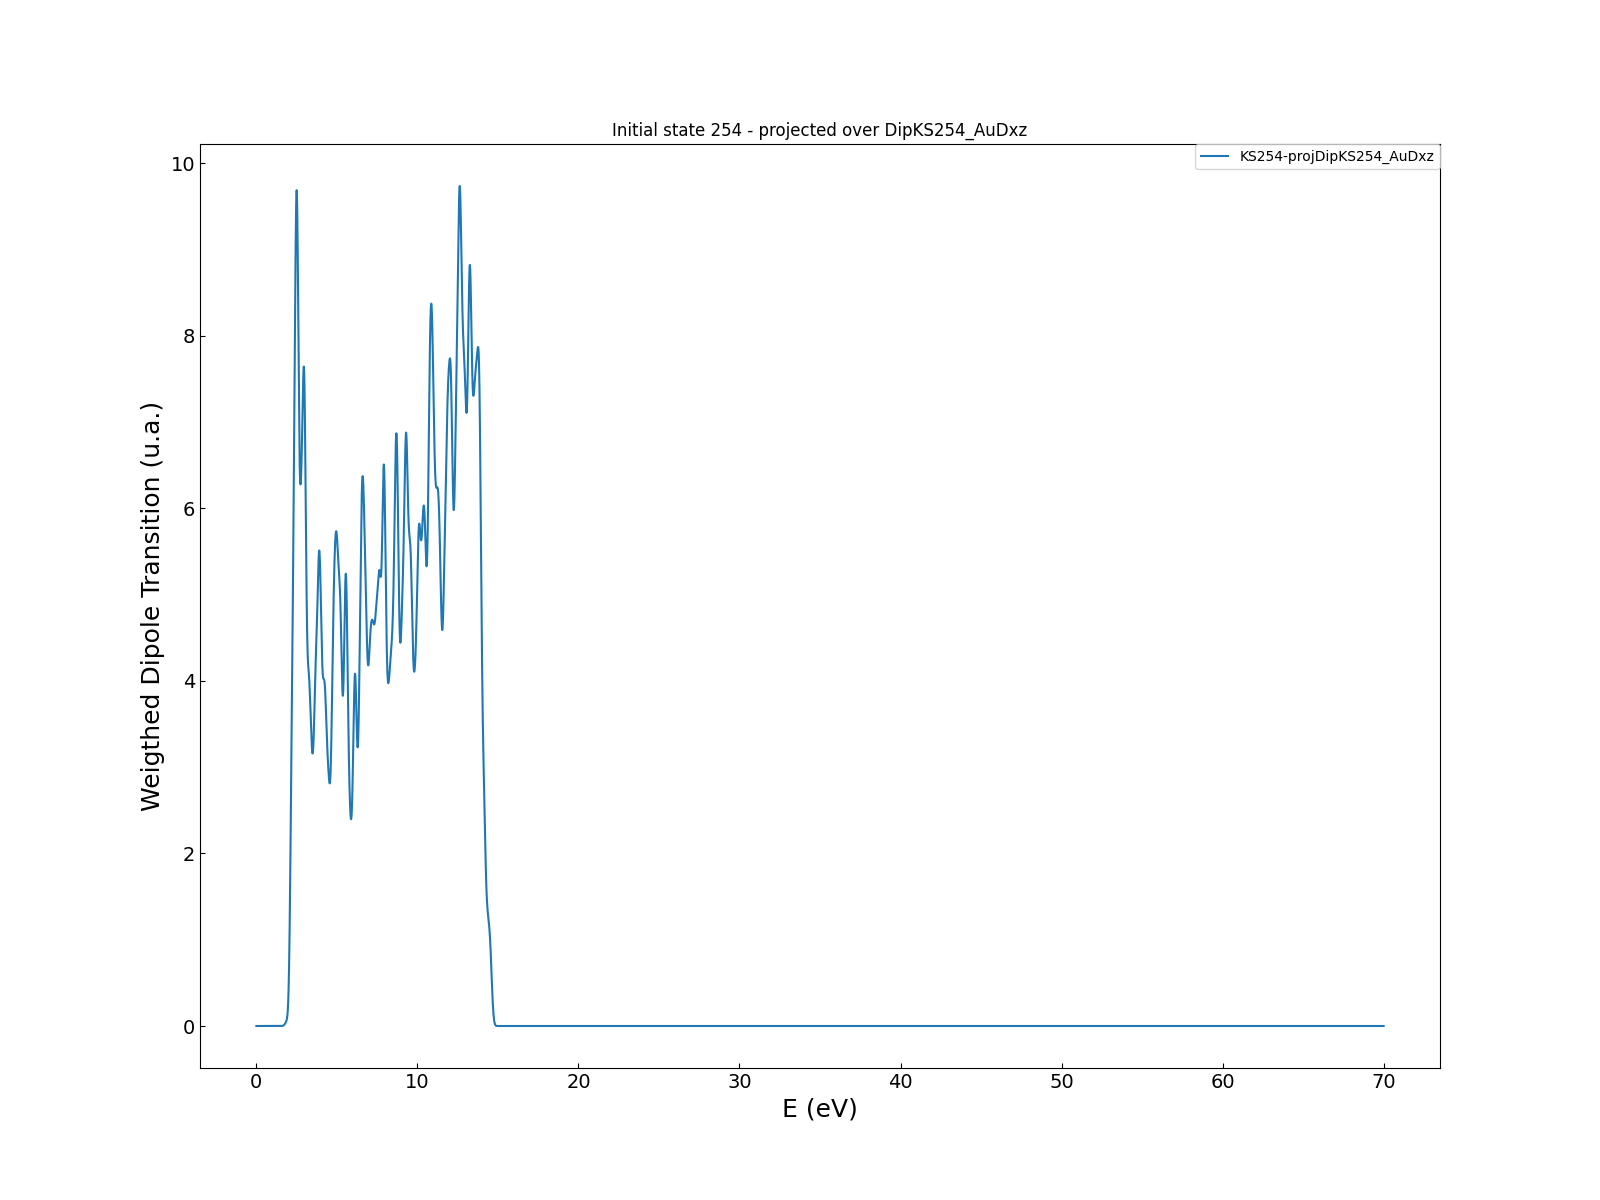 Initial state 254 - projected over DipKS254_AuDxz
KS254-projDipKS254_AuDxz
10
8
6
4
2
0
Weigthed Dipole Transition (u.a.)
0 10 20 30 40 50 60 70
E (eV)